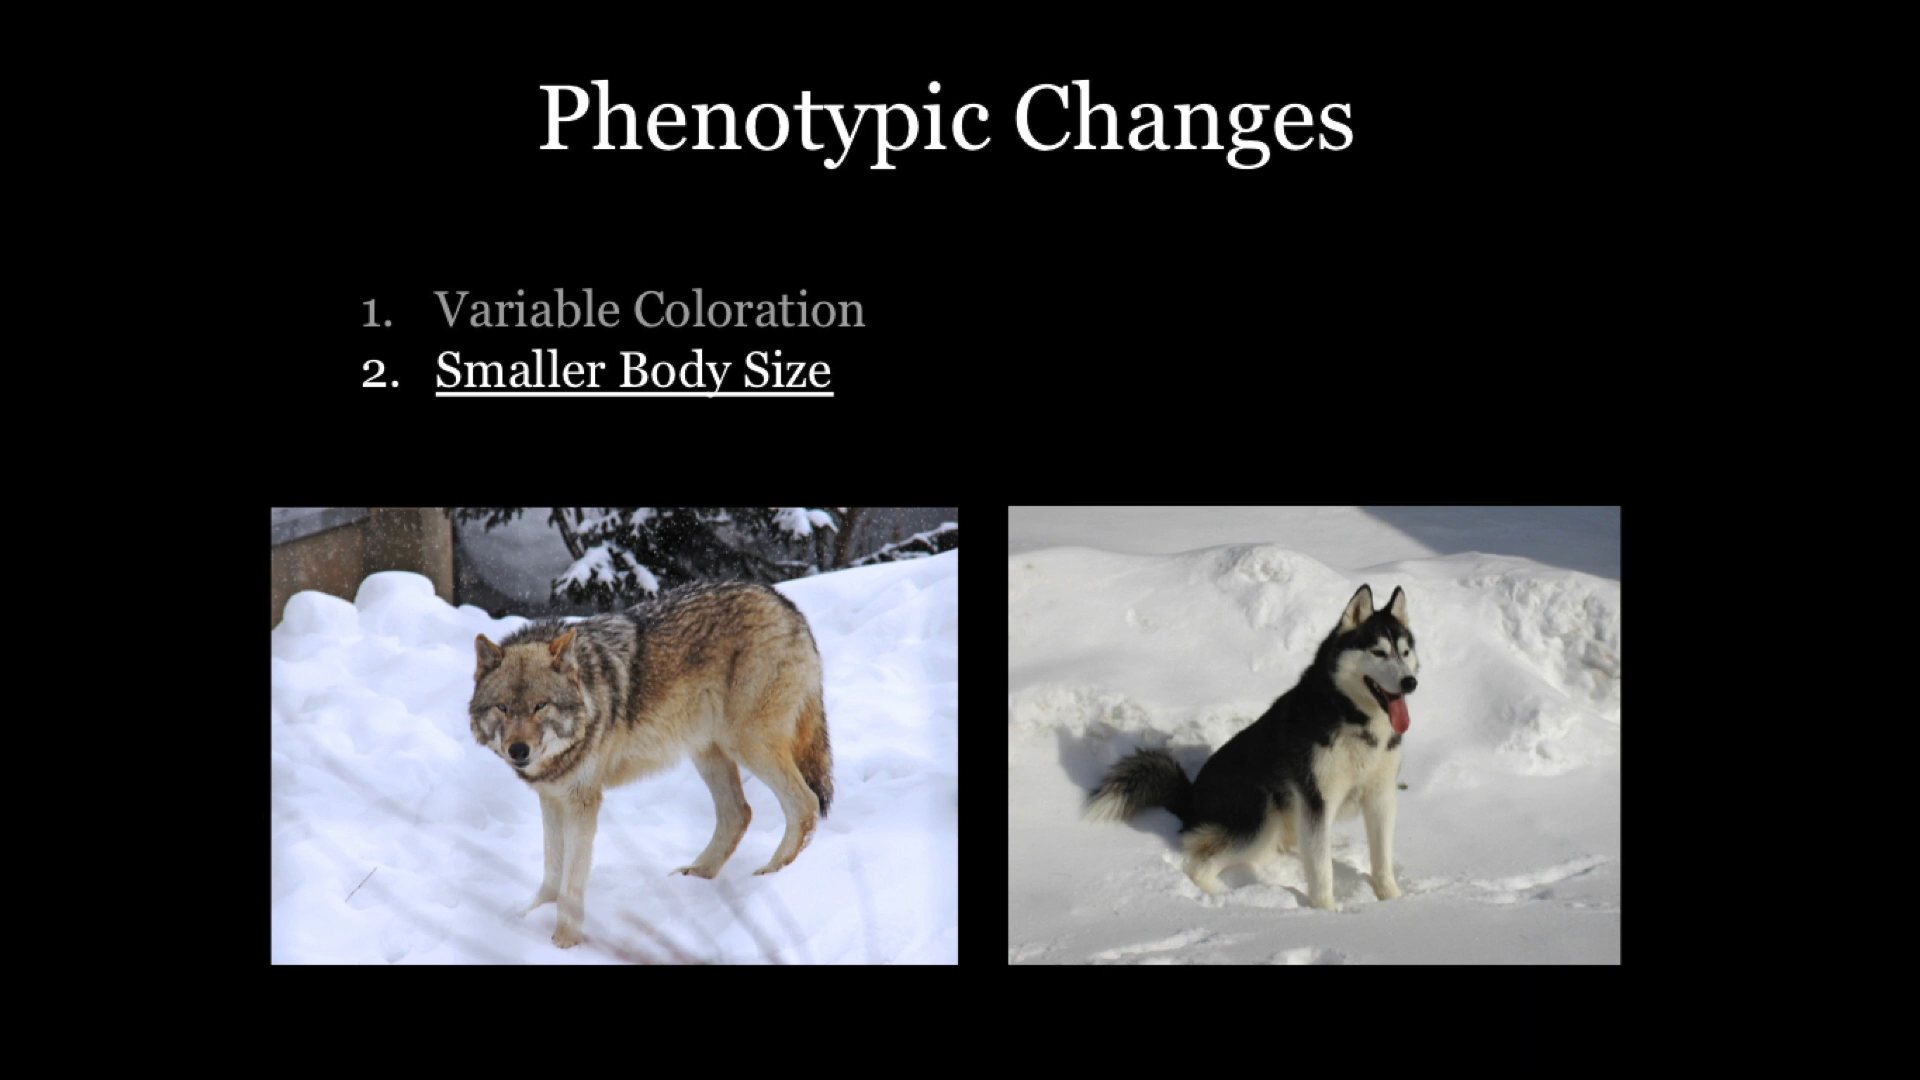 Phenotypic Changes
1. Variable Coloration
2. Smaller Body Size